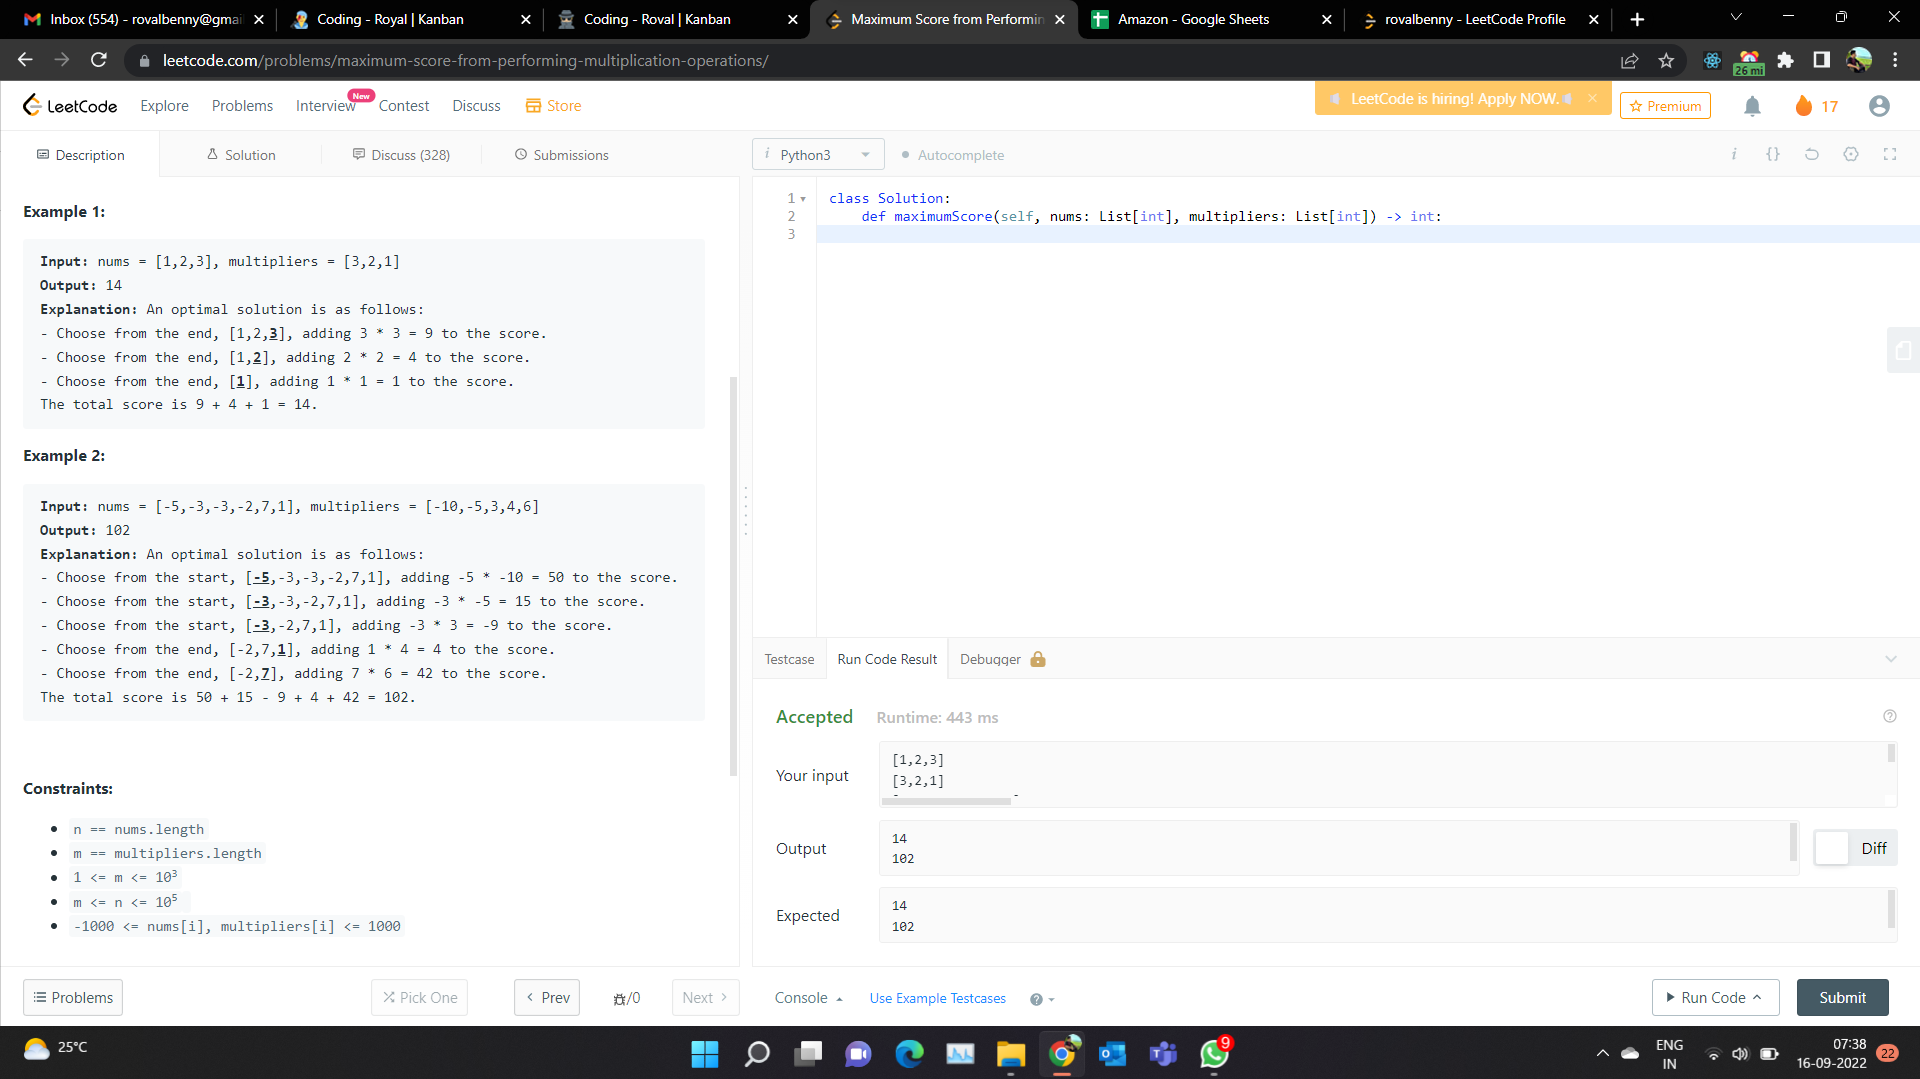 Inbox (554) - rovalbenny@gmai
Coding - Royal | Kanban
Coding - Roval | Kanban
Maximum Score from Performin
Amazon - Google Sheets
rovalbenny - LeetCode Profile
leetcode.com/problems/maximum-score-from-performing-multiplication-operations/
26 mi
LeetCode
Explore
Problems
Interview
New
Contest
Discuss
Store
LeetCode is hiring! Apply NOW.
Premium
17
Description
Solution
Discuss (328)
Submissions
i Python3
Autocomplete
i {}
Example 1:
Input: nums = [1,2,3], multipliers = [3,2,1]
Output: 14
Explanation: An optimal solution is as follows:
- Choose from the end, [1,2,3], adding 3 * 3 = 9 to the score.
- Choose from the end, [1,2], adding 2 * 2 = 4 to the score.
- Choose from the end, [1], adding 1 * 1 = 1 to the score.
The total score is 9 + 4 + 1 = 14.
Example 2:
Input: nums = [-5,-3,-3,-2,7,1], multipliers = [-10,-5,3,4,6]
Output: 102
Explanation: An optimal solution is as follows:
- Choose from the start, [-5,-3,-3,-2,7,1], adding -5 * -10 = 50 to the score.
- Choose from the start, [-3,-3,-2,7,1], adding -3 * -5 = 15 to the score.
- Choose from the start, [-3,-2,7,1], adding -3 * 3 = -9 to the score.
- Choose from the end, [-2,7,1], adding 1 * 4 = 4 to the score.
- Choose from the end, [-2,7], adding 7 * 6 = 42 to the score.
The total score is 50 + 15 - 9 + 4 + 42 = 102.
Constraints:
n == nums.length
m == multipliers.length
1 <= m <= 10³
m <= n <= 10⁵
-1000 <= nums[i], multipliers[i] <= 1000
Problems
Pick One
Prev
/0
Next
1 class Solution:
2 def maximumScore(self, nums: List[int], multipliers: List[int]) -> int:
3
Testcase
Run Code Result
Debugger
Accepted
Runtime: 443 ms
Your input
[1,2,3]
[3,2,1]
Output
14
102
Diff
Expected
14
102
Console
Use Example Testcases
Run Code
Submit
25°C
9
ENG
IN
07:38
16-09-2022
22